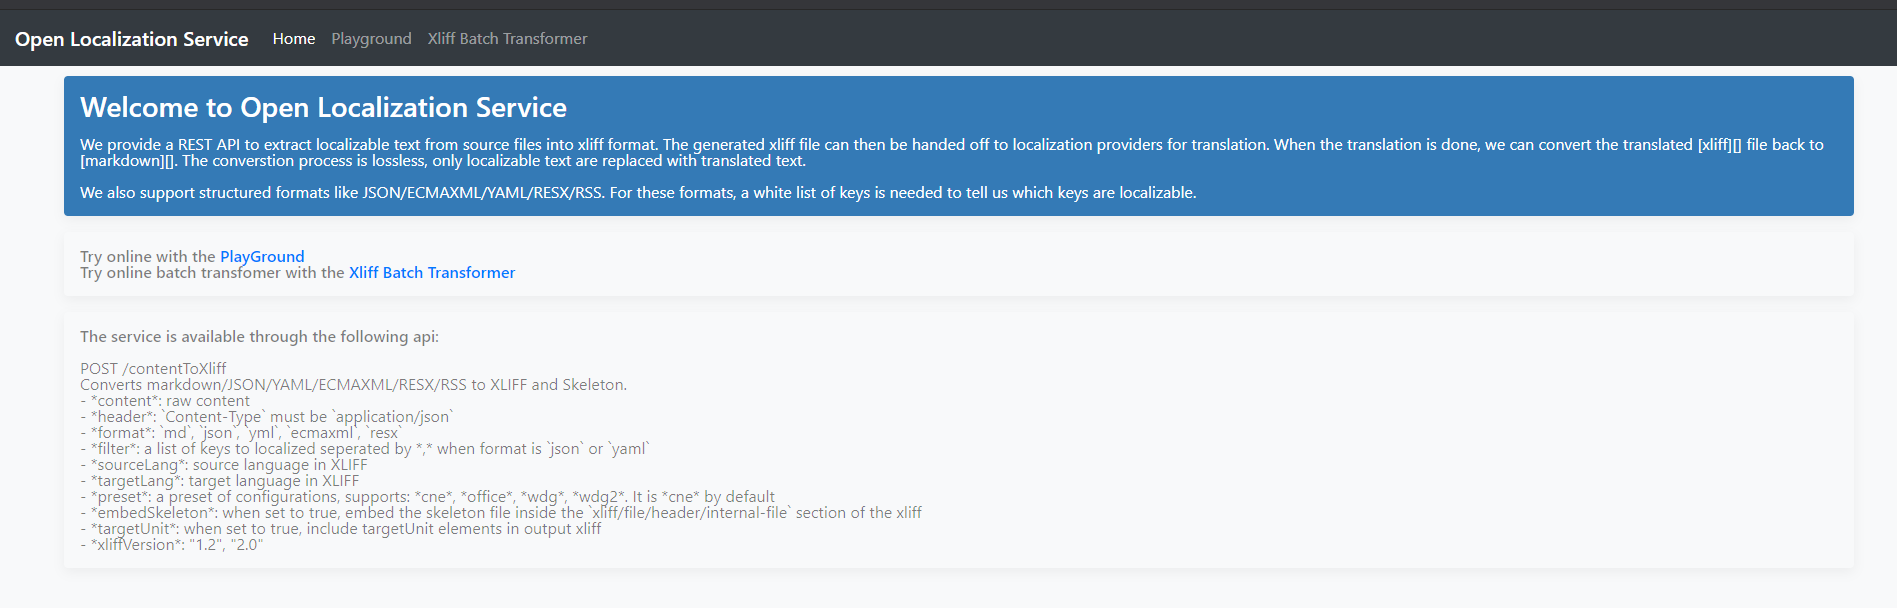 Open Localization Service Home Playground Xliff Batch Transformer
Welcome to Open Localization Service
We provide a REST API to extract localizable text from source files into xliff format. The generated xliff file can then be handed off to localization providers for translation. When the translation is done, we can convert the translated [xliff][] file back to
[markdown][]. The converstion process is lossless, only localizable text are replaced with translated text.
We also support structured formats like JSON/ECMAXML/YAML/RESX/RSS. For these formats, a white list of keys is needed to tell us which keys are localizable.
Try online with the PlayGround
Try online batch transfomer with the Xliff Batch Transformer
The service is available through the following api:
POST /contentToXliff
Converts markdown/JSON/YAML/ECMAXML/RESX/RSS to XLIFF and Skeleton.
- *content*: raw content
- *header*: `Content-Type` must be `application/json`
- *format*: `md`, `json`, `yml`, `ecmaxml`, `resx`
- *filter*: a list of keys to localized seperated by *,* when format is `json` or `yaml`
- *sourceLang*: source language in XLIFF
- *targetLang*: target language in XLIFF
- *preset*: a preset of configurations, supports: *cne*, *office*, *wdg*, *wdg2*. It is *cne* by default
- *embedSkeleton*: when set to true, embed the skeleton file inside the `xliff/file/header/internal-file` section of the xliff
- *targetUnit*: when set to true, include targetUnit elements in output xliff
- *xliffVersion*: "1.2", "2.0"